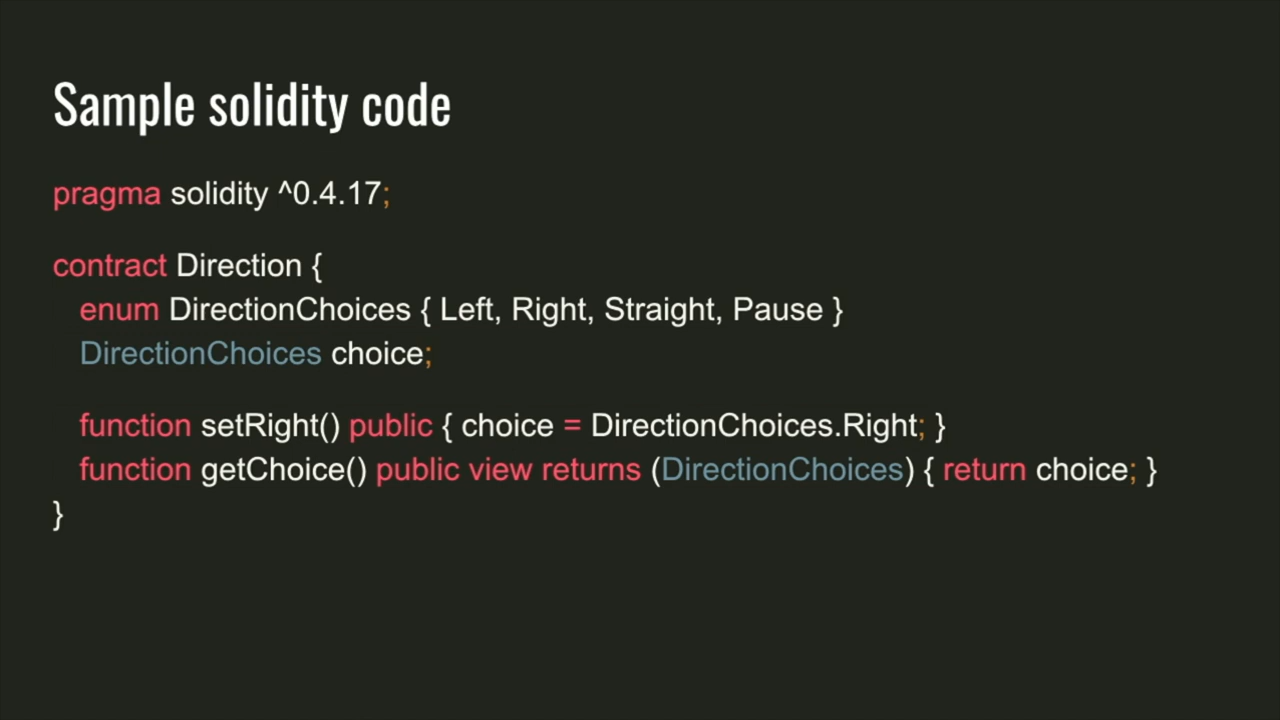 Sample solidity code
pragma solidity ^0.4.17;
contract Direction {
enum DirectionChoices { Left, Right, Straight, Pause }
DirectionChoices choice;
function setRight() public { choice = DirectionChoices.Right; }
function getChoice() public view returns (DirectionChoices) { return choice; }
}